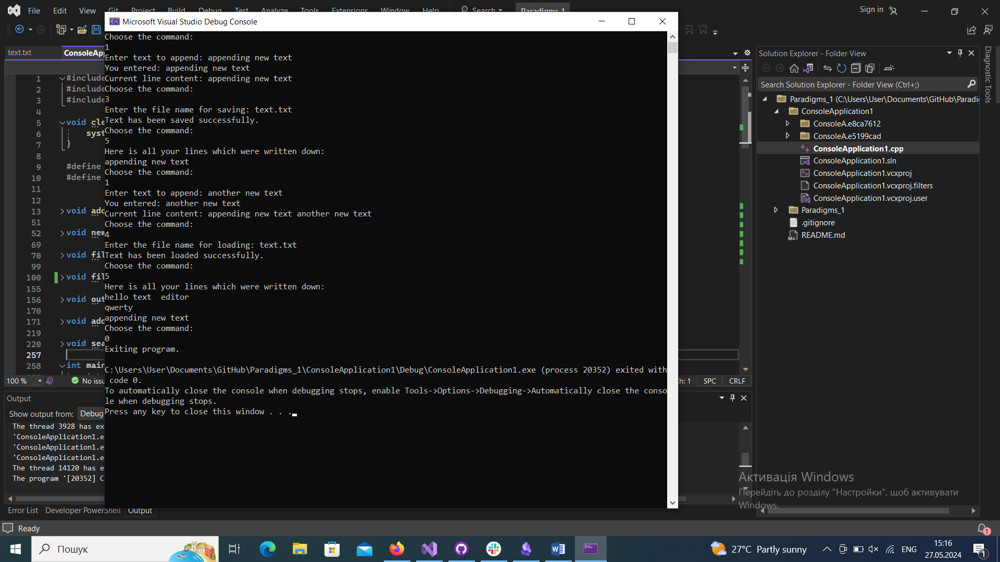 File Edit View Git Project Build Debug Test Analyze Tools Extensions Window Help Search Paradigms_1 Sign in
Microsoft Visual Studio Debug Console
text.txt ConsoleApp
Choose the command:
1
Enter text to append: appending new text
You entered: appending new text
Current line content: appending new text
Choose the command:
3
Enter the file name for saving: text.txt
Text has been saved successfully.
Choose the command:
5
Here is all your lines which were written down:
appending new text
Choose the command:
1
Enter text to append: another new text
You entered: another new text
Current line content: appending new text another new text
Choose the command:
4
Enter the file name for loading: text.txt
Text has been loaded successfully.
Choose the command:
5
Here is all your lines which were written down:
hello text  editor
qwerty
appending new text
Choose the command:
0
Exiting program.
C:\Users\User\Documents\GitHub\Paradigms_1\ConsoleApplication1\Debug\ConsoleApplication1.exe (process 20352) exited with
code 0.
To automatically close the console when debugging stops, enable Tools->Options->Debugging->Automatically close the conso
le when debugging stops.
Press any key to close this window . . .
1 #include
2 #include
3 #include
4
5 void cle
6 syst
7 }
8
9 #define
10 #define
11
12
13 void add
51
52 void new
69
70 void fil
99
100 void fil
155
156 void out
170
171 void add
219
220 void sea
257
258 int main
100 % No issu
Ch: 1 SPC CRLF
Output
Show output from: Debug
The thread 3928 has ex
'ConsoleApplication1.e
'ConsoleApplication1.e
'ConsoleApplication1.e
The thread 14120 has e
The program '[20352] C
Error List Developer PowerShell Output
Ready
Solution Explorer - Folder View
Search Solution Explorer - Folder View (Ctrl+;)
Paradigms_1 (C:\Users\User\Documents\GitHub\Paradi
ConsoleApplication1
ConsoleA.e8ca7612
ConsoleA.e5199cad
ConsoleApplication1.cpp
ConsoleApplication1.sln
ConsoleApplication1.vcxproj
ConsoleApplication1.vcxproj.filters
ConsoleApplication1.vcxproj.user
Paradigms_1
.gitignore
README.md
Diagnostic Tools
Активація Windows
Перейдіть до розділу "Настройки", щоб активувати
Windows.
1
Пошук
27°C Partly sunny
ENG
15:16
27.05.2024
1